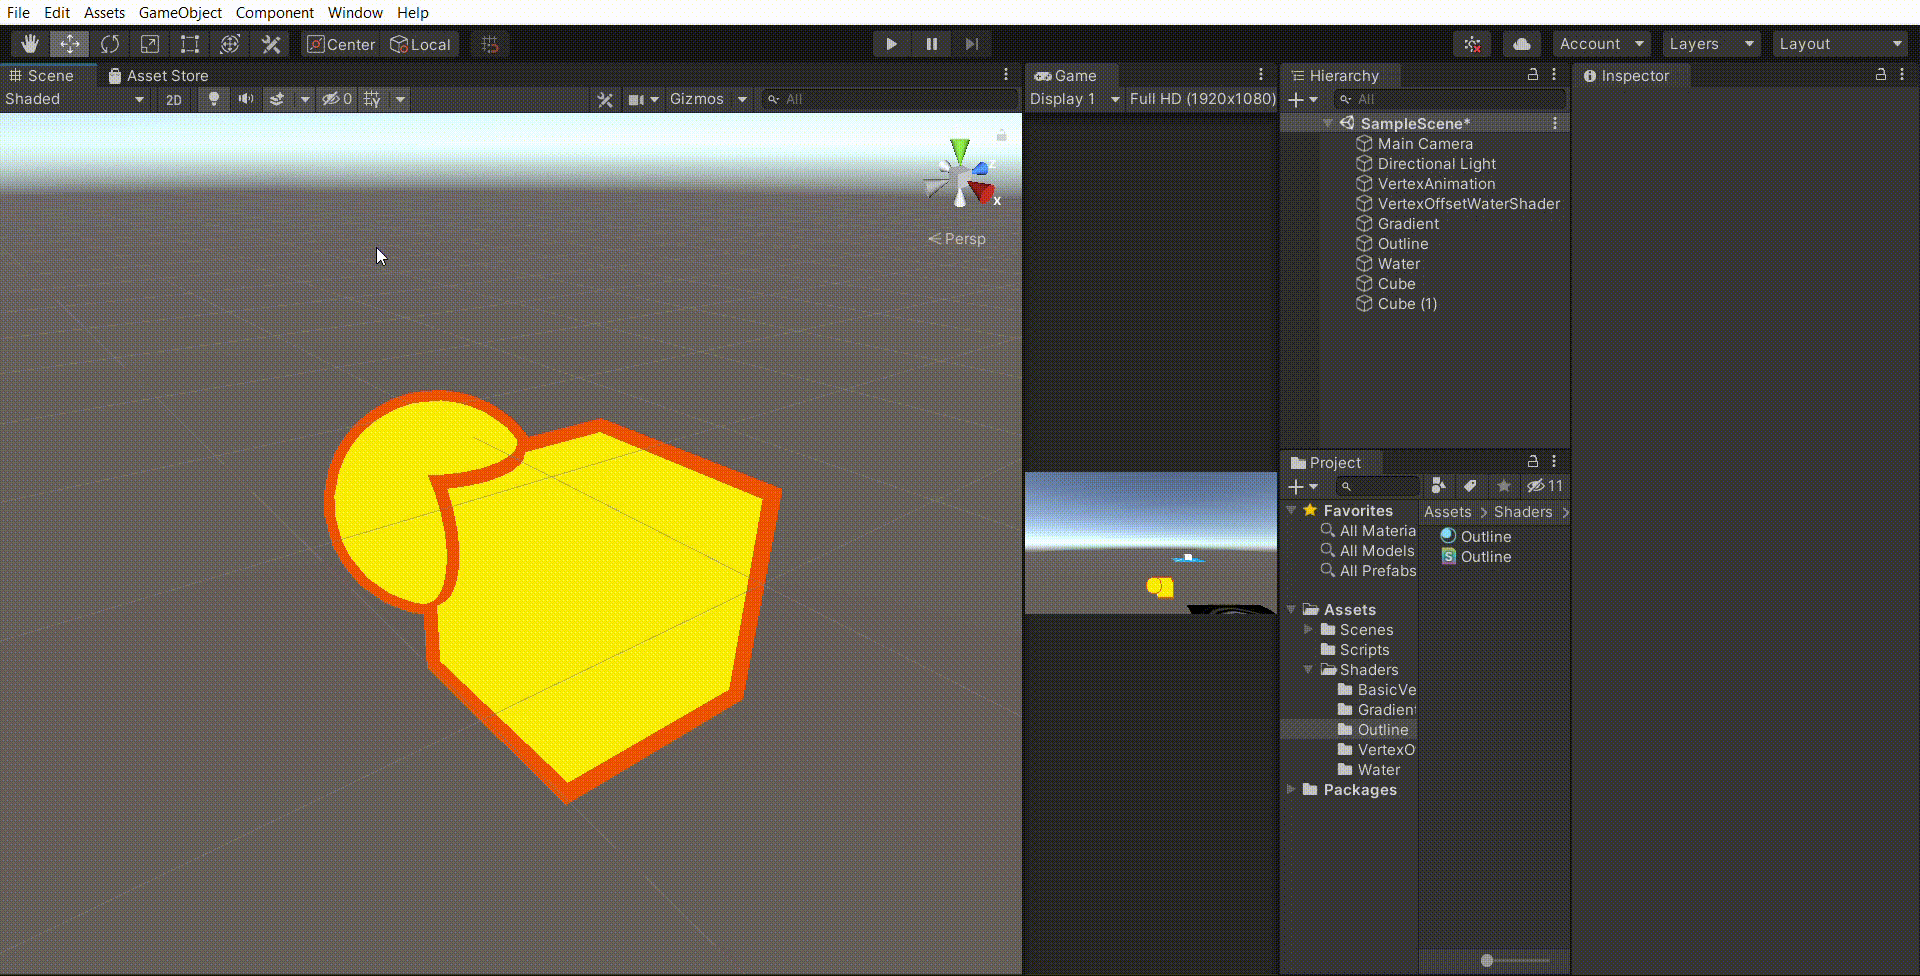 File Edit Assets GameObject Component Window Help
Center Local
Account Layers Layout
Scene Asset Store
Shaded 2D 0 Gizmos All
x
Persp
Game
Display 1 Full HD (1920x1080)
Hierarchy
All
SampleScene*
Main Camera
Directional Light
VertexAnimation
VertexOffsetWaterShader
Gradient
Outline
Water
Cube
Cube (1)
Project
11
Favorites
All Materia
All Models
All Prefabs
Assets
Scenes
Scripts
Shaders
BasicVe
Gradient
Outline
VertexO
Water
Packages
Assets > Shaders >
Outline
S Outline
Inspector